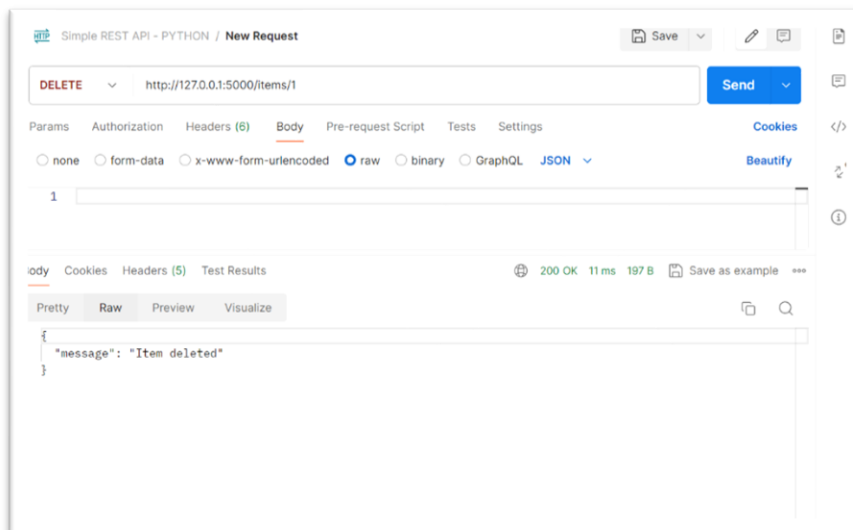 HTTP Simple REST API - PYTHON / New Request Save
DELETE http://127.0.0.1:5000/items/1 Send
Params Authorization Headers (6) Body Pre-request Script Tests Settings Cookies
none form-data x-www-form-urlencoded raw binary GraphQL JSON Beautify
1
ody Cookies Headers (5) Test Results 200 OK 11 ms 197 B Save as example
Pretty Raw Preview Visualize
{
"message": "Item deleted"
}